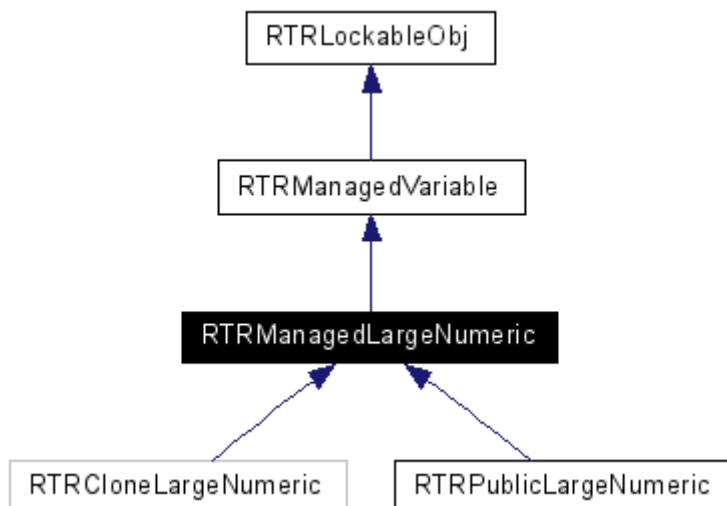 RTRLockableObj
RTRManagedVariable
RTRManagedLargeNumeric
RTRCloneLargeNumeric
RTRPublicLargeNumeric